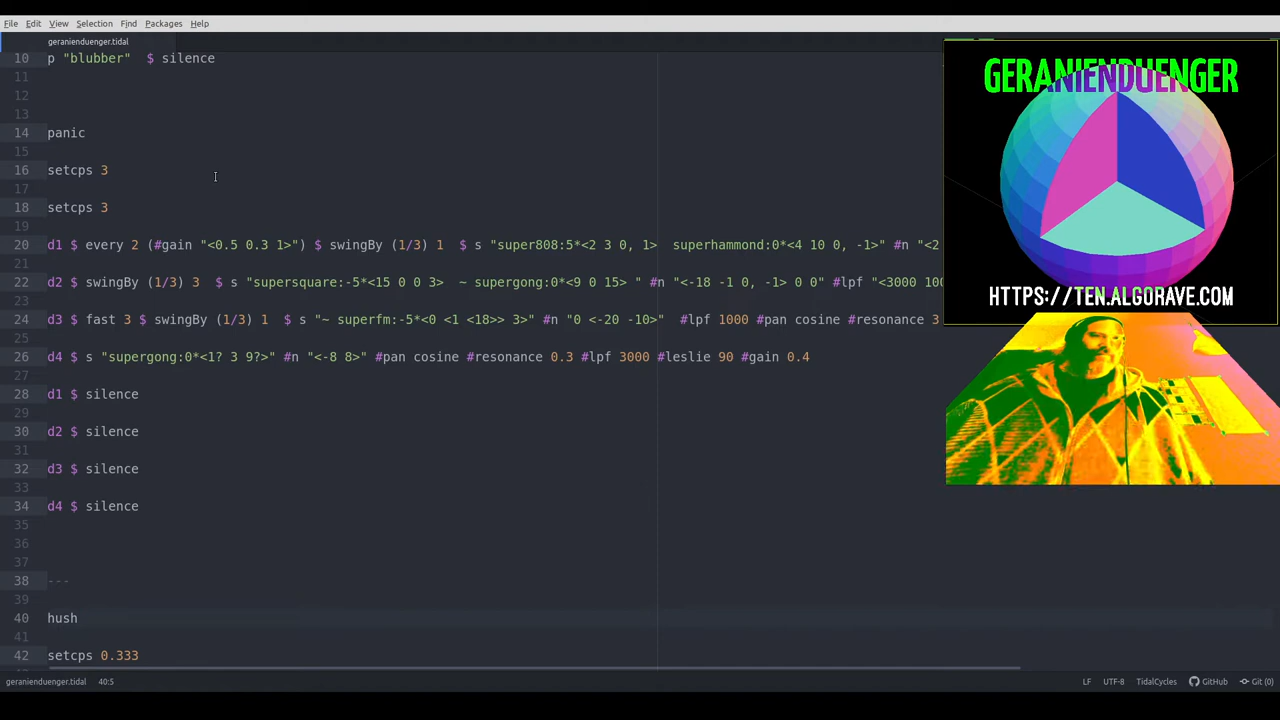 File Edit View Selection Find Packages Help
geranienduenger.tidal
10 p "blubber"  $ silence
11
12
13
14 panic
15
16 setcps 3
17
18 setcps 3
19
20 d1 $ every 2 (#gain "<0.5 0.3 1>") $ swingBy (1/3) 1  $ s "super808:5*<2 3 0, 1>  superhammond:0*<4 10 0, -1>" #n "<2
21
22 d2 $ swingBy (1/3) 3  $ s "supersquare:-5*<15 0 0 3>  ~ supergong:0*<9 0 15> " #n "<-18 -1 0, -1> 0 0" #lpf "<3000 100
23
24 d3 $ fast 3 $ swingBy (1/3) 1  $ s "~ superfm:-5*<0 <1 <18>> 3>" #n "0 <-20 -10>"  #lpf 1000 #pan cosine #resonance 3
25
26 d4 $ s "supergong:0*<1? 3 9?>" #n "<-8 8>" #pan cosine #resonance 0.3 #lpf 3000 #leslie 90 #gain 0.4
27
28 d1 $ silence
29
30 d2 $ silence
31
32 d3 $ silence
33
34 d4 $ silence
35
36
37
38 ---
39
40 hush
41
42 setcps 0.333
GERANIENDUENGER
HTTPS://TEN.ALGORAVE.COM
geranienduenger.tidal 40:5 LF UTF-8 TidalCycles GitHub Git (0)